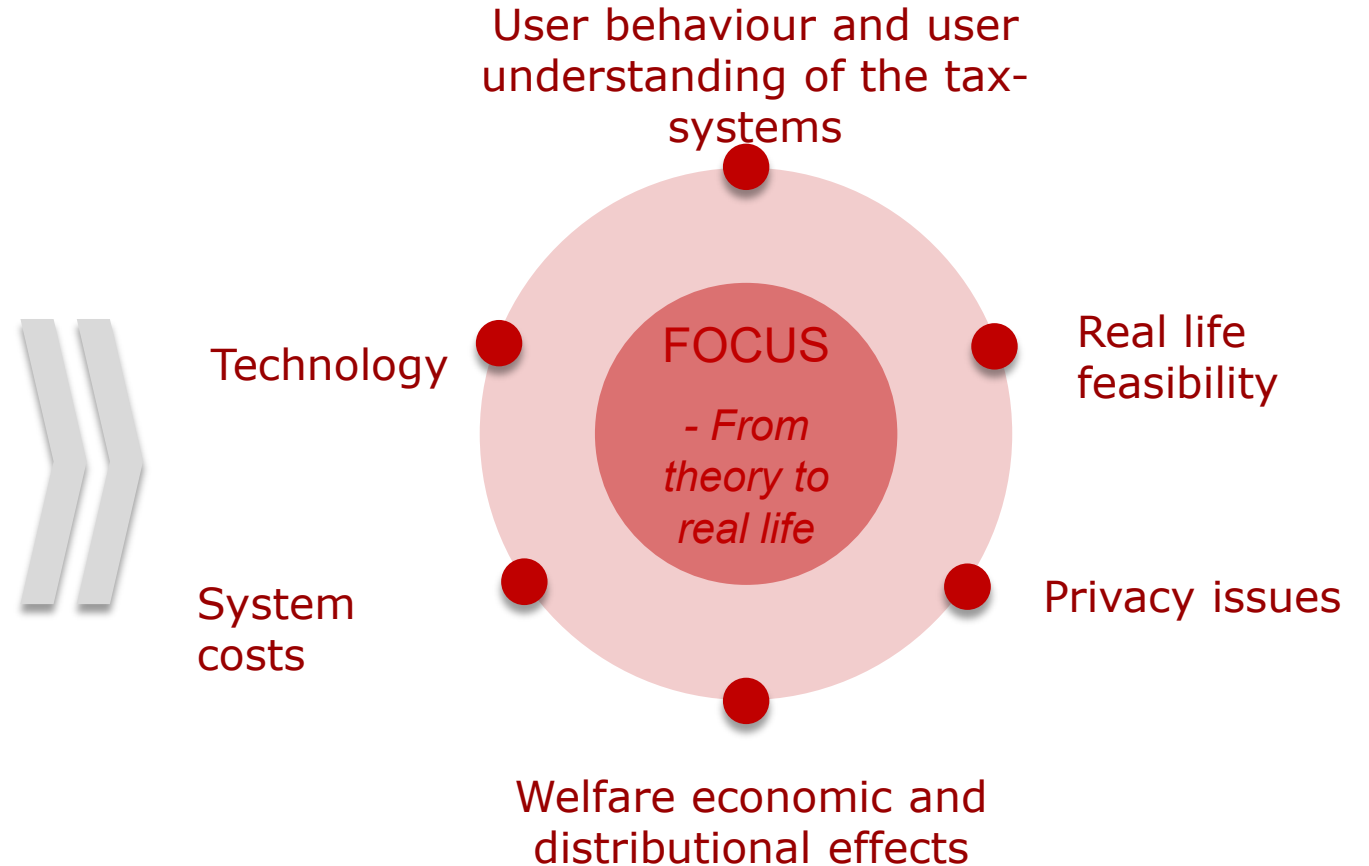 User behaviour and user
understanding of the tax-
systems
Technology
FOCUS
- From
theory to
real life
Real life
feasibility
System
costs
Privacy issues
Welfare economic and
distributional effects